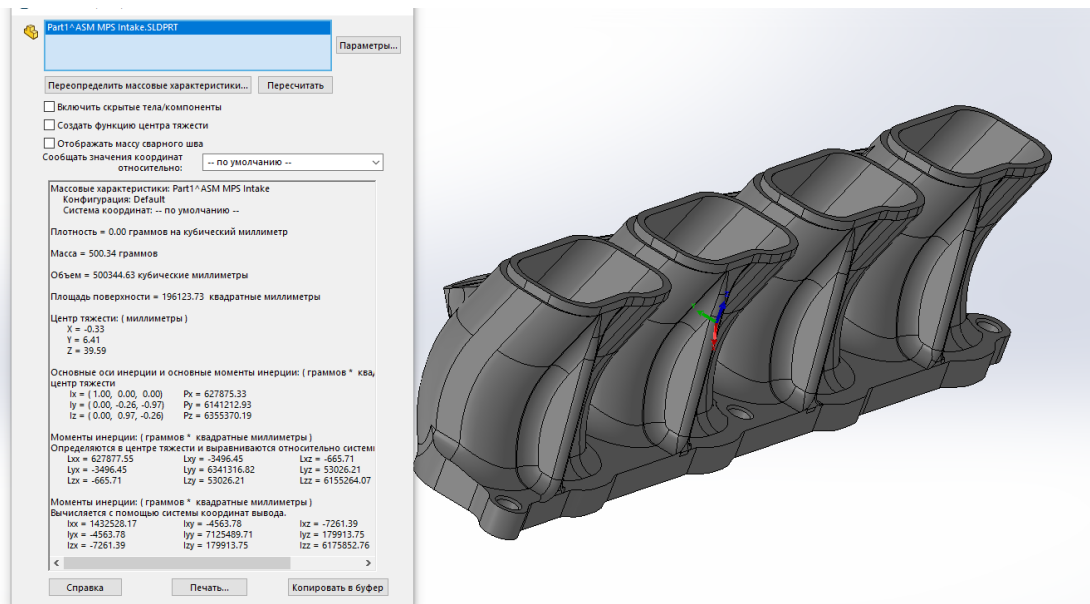 Part1^ASM MPS Intake.SLDPRT
Параметры...
Переопределить массовые характеристики... Пересчитать
Включить скрытые тела/компоненты
Создать функцию центра тяжести
Отображать массу сварного шва
Сообщать значения координат
относительно: -- по умолчанию --
Массовые характеристики: Part1^ASM MPS Intake
Конфигурация: Default
Система координат: -- по умолчанию --
Плотность = 0.00 граммов на кубический миллиметр
Масса = 500.34 граммов
Объем = 500344.63 кубические миллиметры
Площадь поверхности = 196123.73 квадратные миллиметры
Центр тяжести: ( миллиметры )
X = -0.33
Y = 6.41
Z = 39.59
Основные оси инерции и основные моменты инерции: ( граммов * ква
центр тяжести
Ix = ( 1.00, 0.00, 0.00) Px = 627875.33
Iy = ( 0.00, -0.26, -0.97) Py = 6141212.93
Iz = ( 0.00, 0.97, -0.26) Pz = 6355370.19
Моменты инерции: ( граммов * квадратные миллиметры )
Определяются в центре тяжести и выравниваются относительно систем
Lxx = 627877.55 Lxy = -3496.45 Lxz = -665.71
Lyx = -3496.45 Lyy = 6341316.82 Lyz = 53026.21
Lzx = -665.71 Lzy = 53026.21 Lzz = 6155264.07
Моменты инерции: ( граммов * квадратные миллиметры )
Вычисляется с помощью системы координат вывода.
Ixx = 1432528.17 Ixy = -4563.78 Ixz = -7261.39
Iyx = -4563.78 Iyy = 7125489.71 Iyz = 179913.75
Izx = -7261.39 Izy = 179913.75 Izz = 6175852.76
Справка Печать... Копировать в буфер